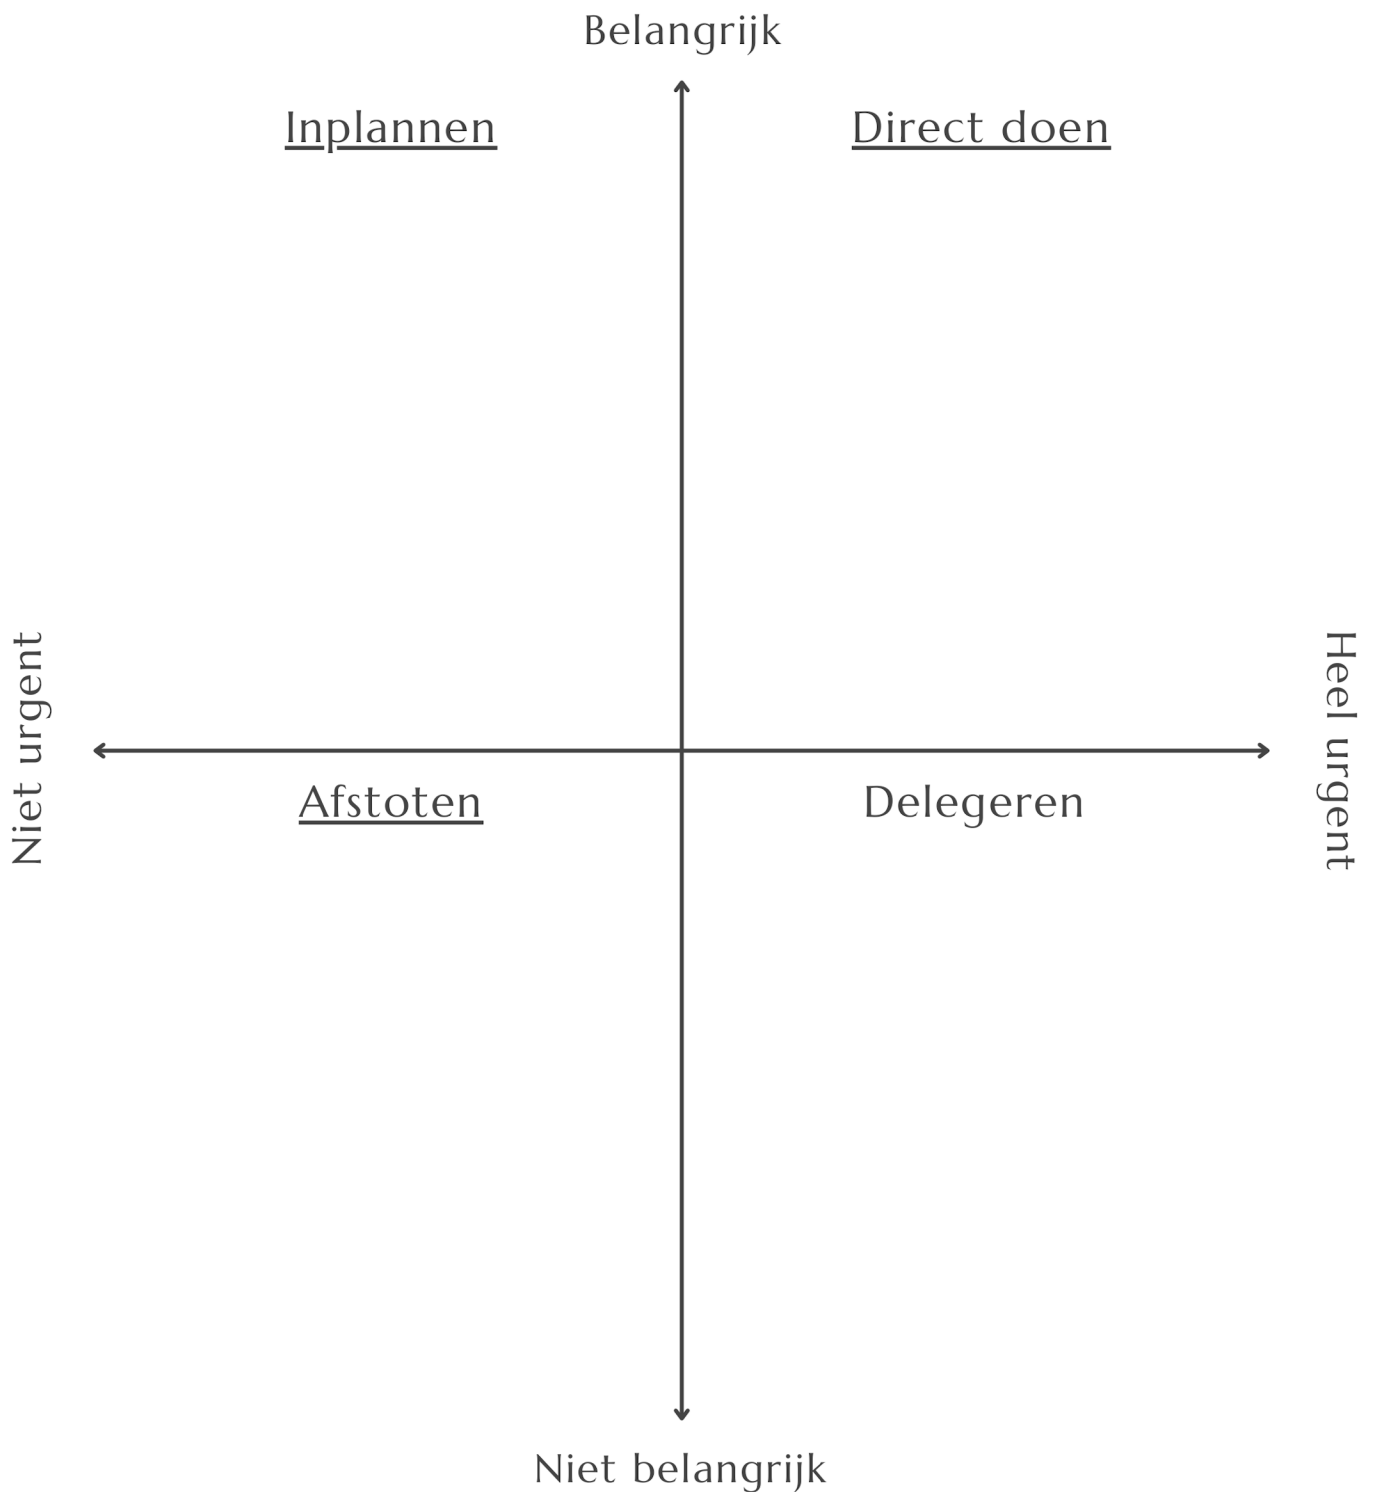 Belangrijk
Inplannen
Direct doen
Niet urgent
Heel urgent
Afstoten
Delegeren
Niet belangrijk